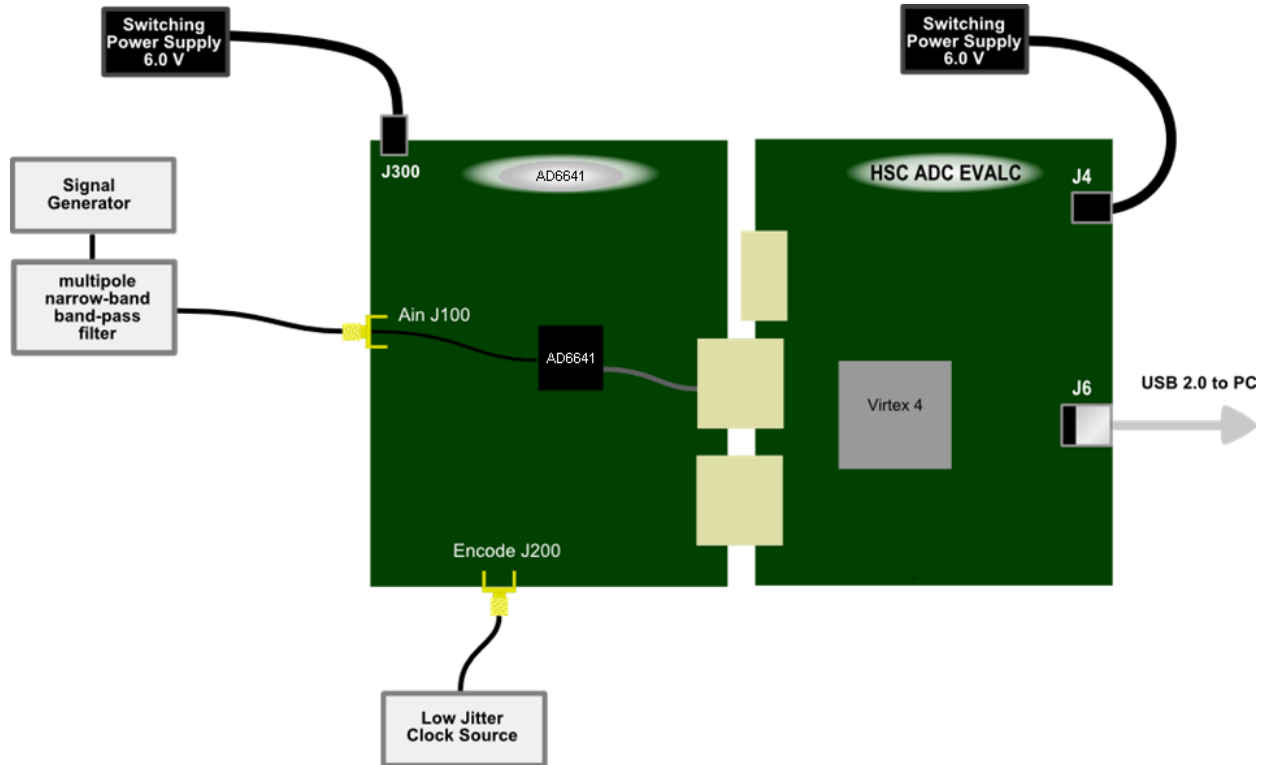 Switching
Power Supply
6.0 V
Switching
Power Supply
6.0 V
J300
AD6641
HSC ADC EVALC
J4
Signal
Generator
multipole
narrow-band
band-pass
filter
Ain J100
AD6641
Virtex 4
J6
USB 2.0 to PC
Encode J200
Low Jitter
Clock Source